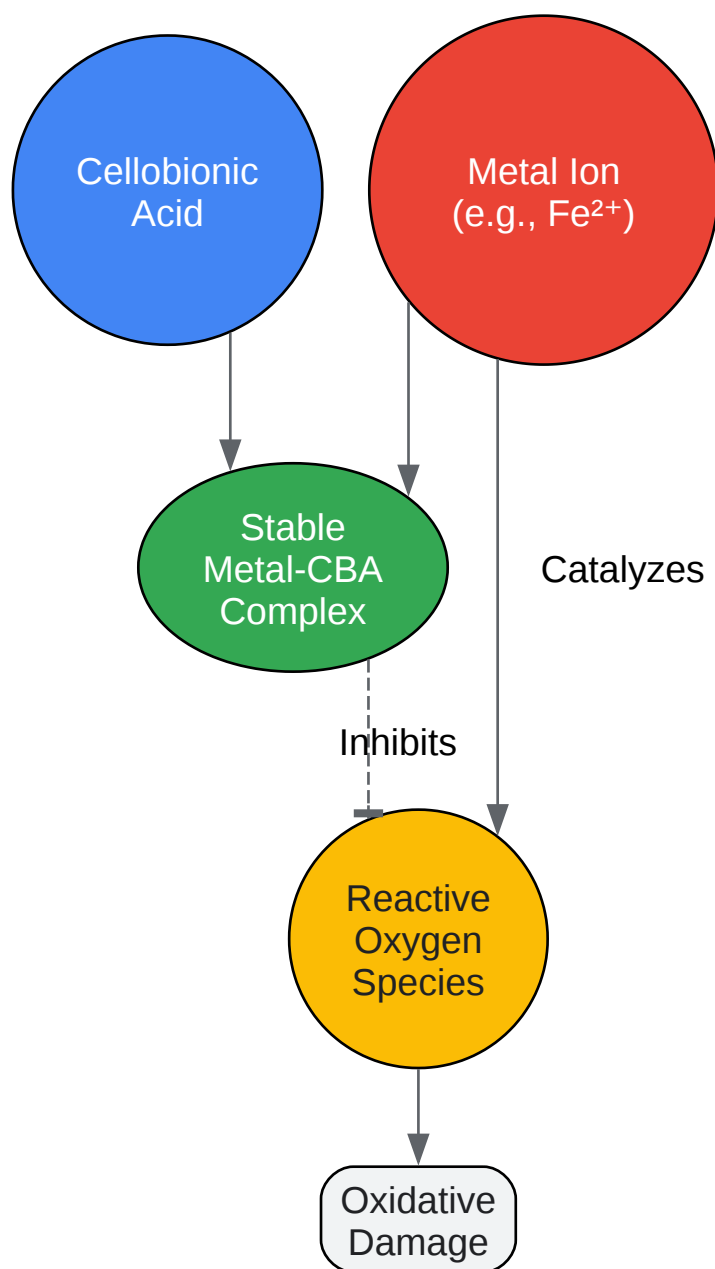 Cellobionic
Acid
Metal Ion
(e.g., Fe²⁺)
Stable
Metal-CBA
Complex
Catalyzes
Inhibits
Reactive
Oxygen
Species
Oxidative
Damage